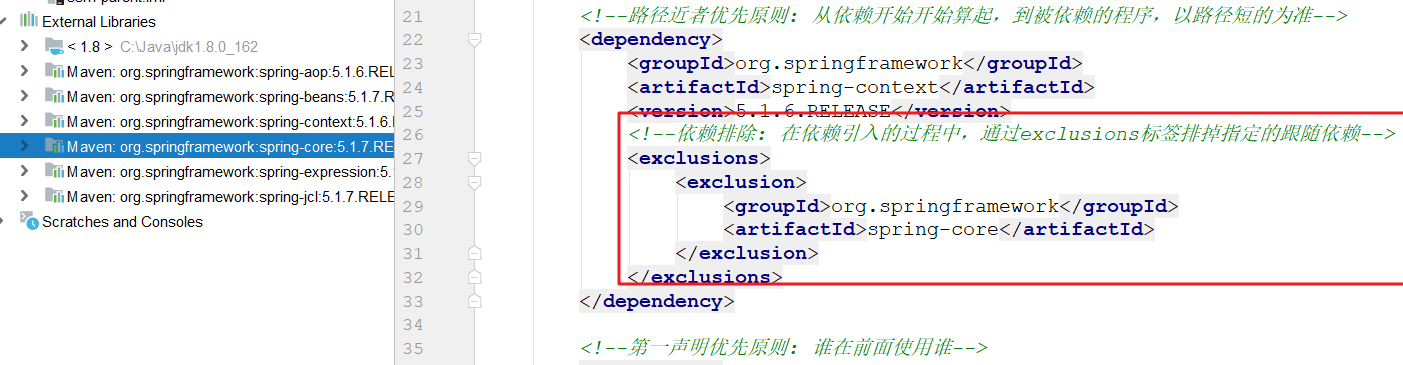 ssm-parent.iml
External Libraries
< 1.8 > C:\Java\jdk1.8.0_162
Maven: org.springframework:spring-aop:5.1.6.REL
Maven: org.springframework:spring-beans:5.1.7.R
Maven: org.springframework:spring-context:5.1.6.
Maven: org.springframework:spring-core:5.1.7.RE
Maven: org.springframework:spring-expression:5.
Maven: org.springframework:spring-jcl:5.1.7.RELE
Scratches and Consoles
21 <!--路径近者优先原则: 从依赖开始开始算起，到被依赖的程序，以路径短的为准-->
22 <dependency>
23 <groupId>org.springframework</groupId>
24 <artifactId>spring-context</artifactId>
25 <version>5.1.6.RELEASE</version>
26 <!--依赖排除: 在依赖引入的过程中，通过exclusions标签排掉指定的跟随依赖-->
27 <exclusions>
28 <exclusion>
29 <groupId>org.springframework</groupId>
30 <artifactId>spring-core</artifactId>
31 </exclusion>
32 </exclusions>
33 </dependency>
34
35 <!--第一声明优先原则: 谁在前面使用谁-->